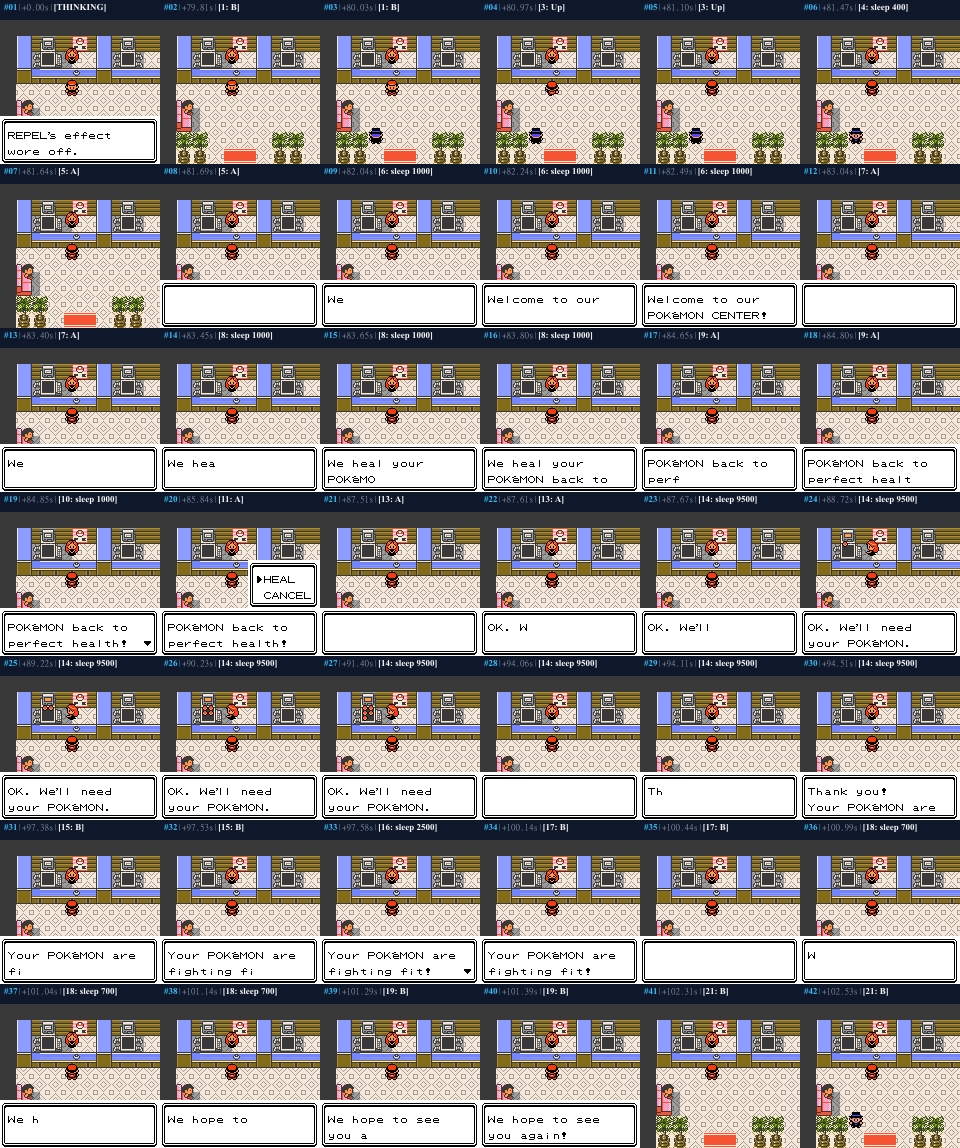 #01 | +0.00s | [THINKING]
#02 | +79.81s | [1: B]
#03 | +80.03s | [1: B]
#04 | +80.97s | [3: Up]
#05 | +81.10s | [3: Up]
#06 | +81.47s | [4: sleep 400]
REPEL's effect
wore off.
#07 | +81.64s | [5: A]
#08 | +81.69s | [5: A]
#09 | +82.04s | [6: sleep 1000]
#10 | +82.24s | [6: sleep 1000]
#11 | +82.49s | [6: sleep 1000]
#12 | +83.04s | [7: A]
We
Welcome to our
Welcome to our
POKéMON CENTER!
#13 | +83.40s | [7: A]
#14 | +83.45s | [8: sleep 1000]
#15 | +83.65s | [8: sleep 1000]
#16 | +83.80s | [8: sleep 1000]
#17 | +84.65s | [9: A]
#18 | +84.80s | [9: A]
We
We hea
We heal your
POKéMO
We heal your
POKéMON back to
POKéMON back to
perf
POKéMON back to
perfect healt
#19 | +84.85s | [10: sleep 1000]
#20 | +85.84s | [11: A]
#21 | +87.51s | [13: A]
#22 | +87.61s | [13: A]
#23 | +87.67s | [14: sleep 9500]
#24 | +88.72s | [14: sleep 9500]
POKéMON back to
perfect health! ▼
▶HEAL
CANCEL
POKéMON back to
perfect health!
OK. W
OK. We'll
OK. We'll need
your POKéMON.
#25 | +89.22s | [14: sleep 9500]
#26 | +90.23s | [14: sleep 9500]
#27 | +91.40s | [14: sleep 9500]
#28 | +94.06s | [14: sleep 9500]
#29 | +94.11s | [14: sleep 9500]
#30 | +94.51s | [14: sleep 9500]
OK. We'll need
your POKéMON.
OK. We'll need
your POKéMON.
OK. We'll need
your POKéMON.
Th
Thank you!
Your POKéMON are
#31 | +97.38s | [15: B]
#32 | +97.53s | [15: B]
#33 | +97.58s | [16: sleep 2500]
#34 | +100.14s | [17: B]
#35 | +100.44s | [17: B]
#36 | +100.99s | [18: sleep 700]
Your POKéMON are
fi
Your POKéMON are
fighting fi
Your POKéMON are
fighting fit! ▼
Your POKéMON are
fighting fit!
W
#37 | +101.04s | [18: sleep 700]
#38 | +101.14s | [18: sleep 700]
#39 | +101.29s | [19: B]
#40 | +101.39s | [19: B]
#41 | +102.31s | [21: B]
#42 | +102.53s | [21: B]
We h
We hope to
We hope to see
you a
We hope to see
you again!